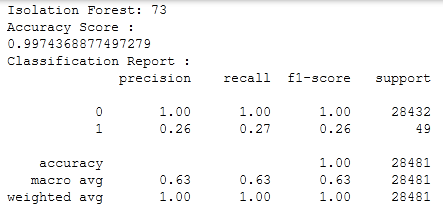 Isolation Forest: 73
Accuracy Score :
0.9974368877497279
Classification Report :
precision recall f1-score support
0 1.00 1.00 1.00 28432
1 0.26 0.27 0.26 49
accuracy 1.00 28481
macro avg 0.63 0.63 0.63 28481
weighted avg 1.00 1.00 1.00 28481